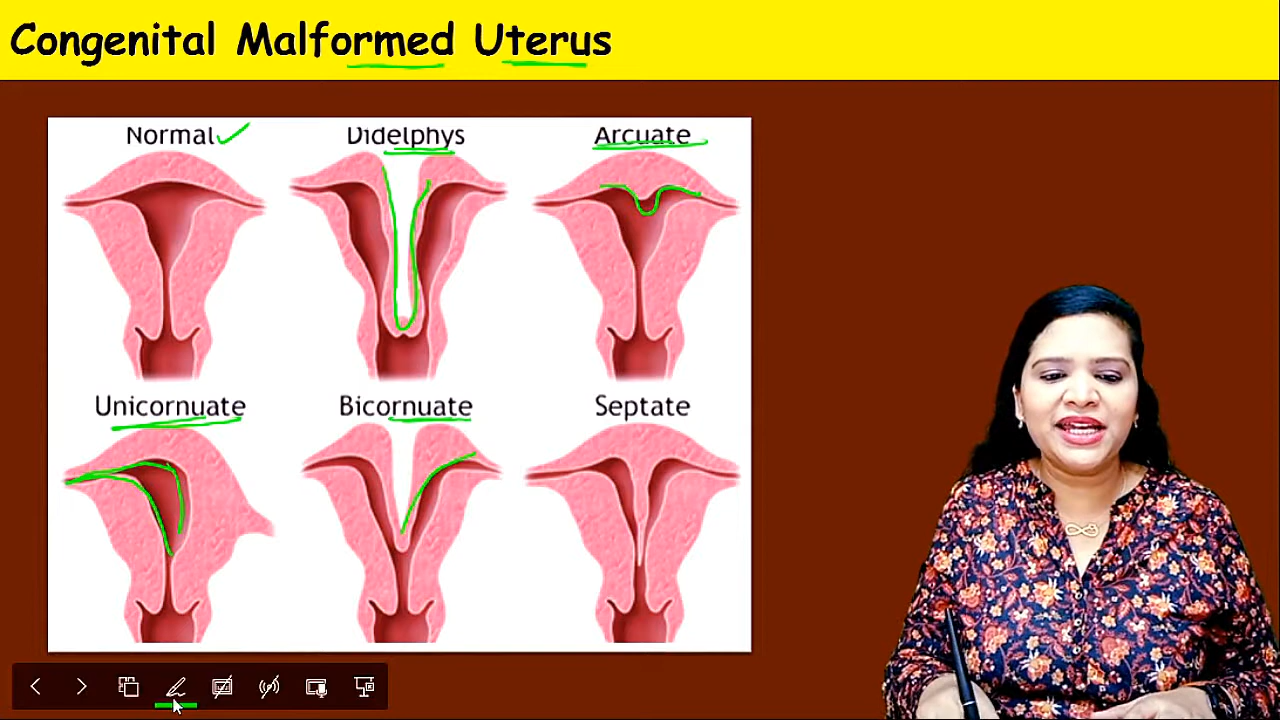 Congenital Malformed Uterus
Normal Didelphys Arcuate
Unicornuate Bicornuate Septate